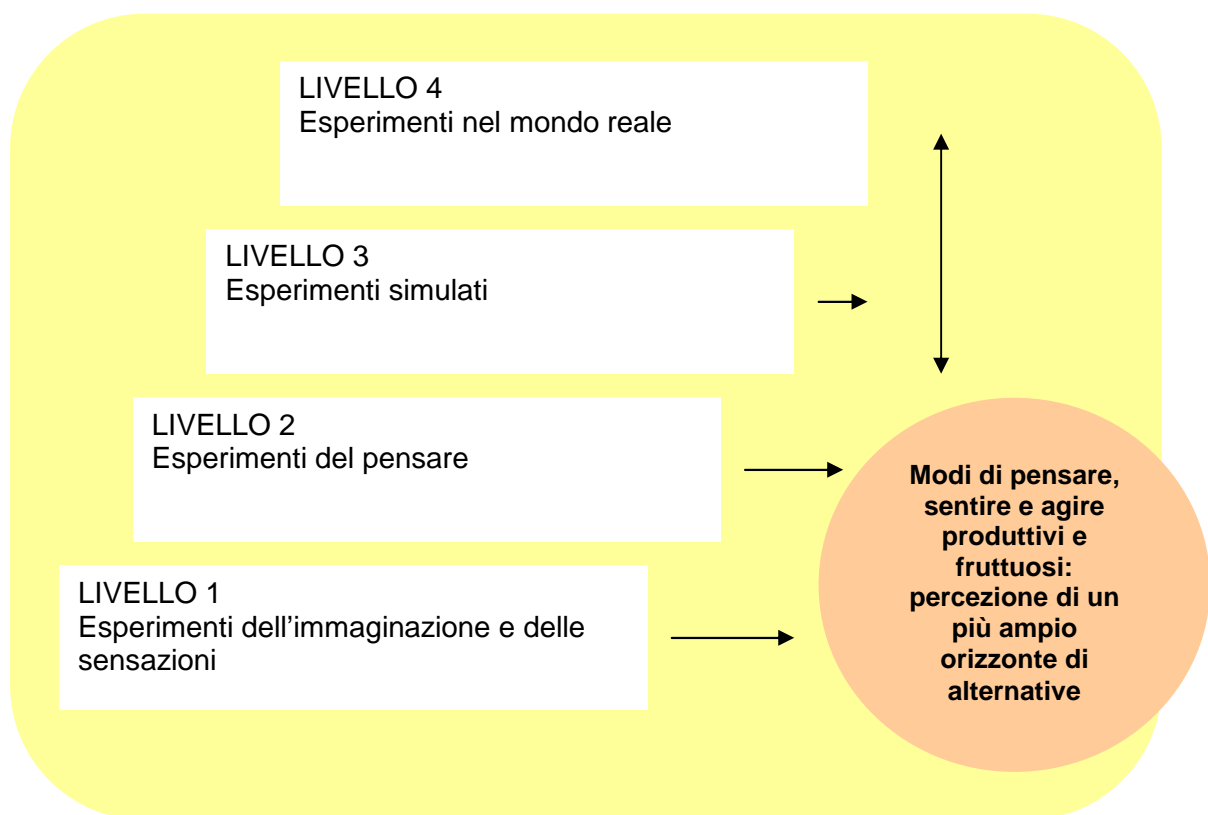 LIVELLO 4
Esperimenti nel mondo reale
LIVELLO 3
Esperimenti simulati
LIVELLO 2
Esperimenti del pensare
LIVELLO 1
Esperimenti dell’immaginazione e delle
sensazioni
Modi di pensare,
sentire e agire
produttivi e
fruttuosi:
percezione di un
più ampio
orizzonte di
alternative